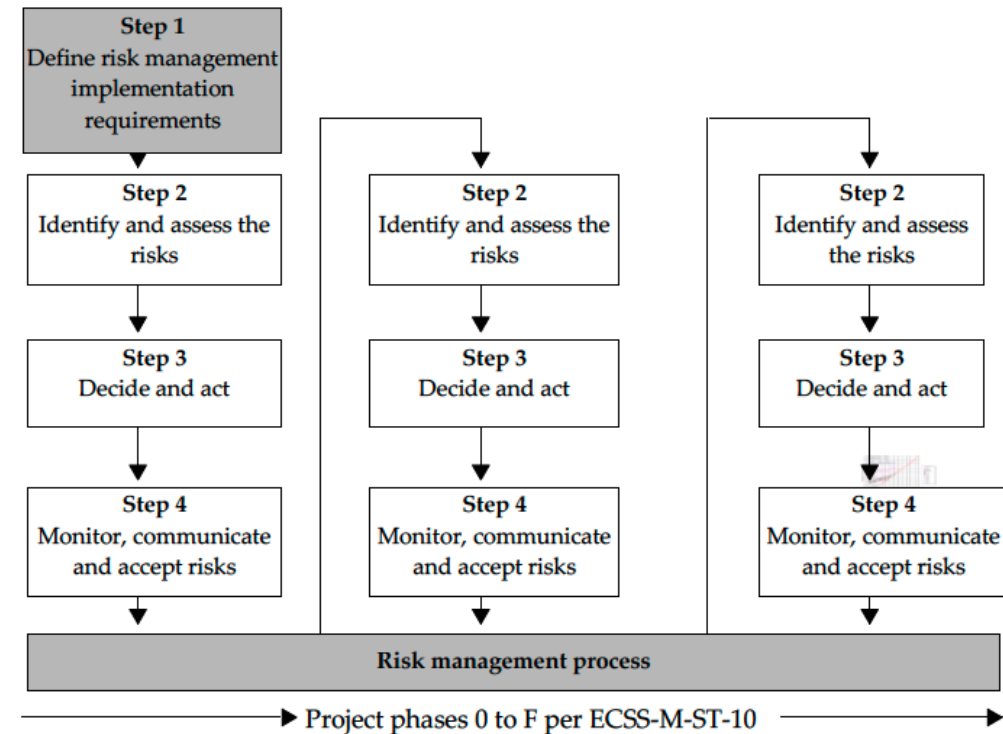 Step 1
Define risk management
implementation
requirements
Step 2
Identify and assess the
risks
Step 3
Decide and act
Step 4
Monitor, communicate
and accept risks
Step 2
Identify and assess the
risks
Step 3
Decide and act
Step 4
Monitor, communicate
and accept risks
Step 2
Identify and assess
the risks
Step 3
Decide and act
Step 4
Monitor, communicate
and accept risks
Risk management process
Project phases 0 to F per ECSS-M-ST-10